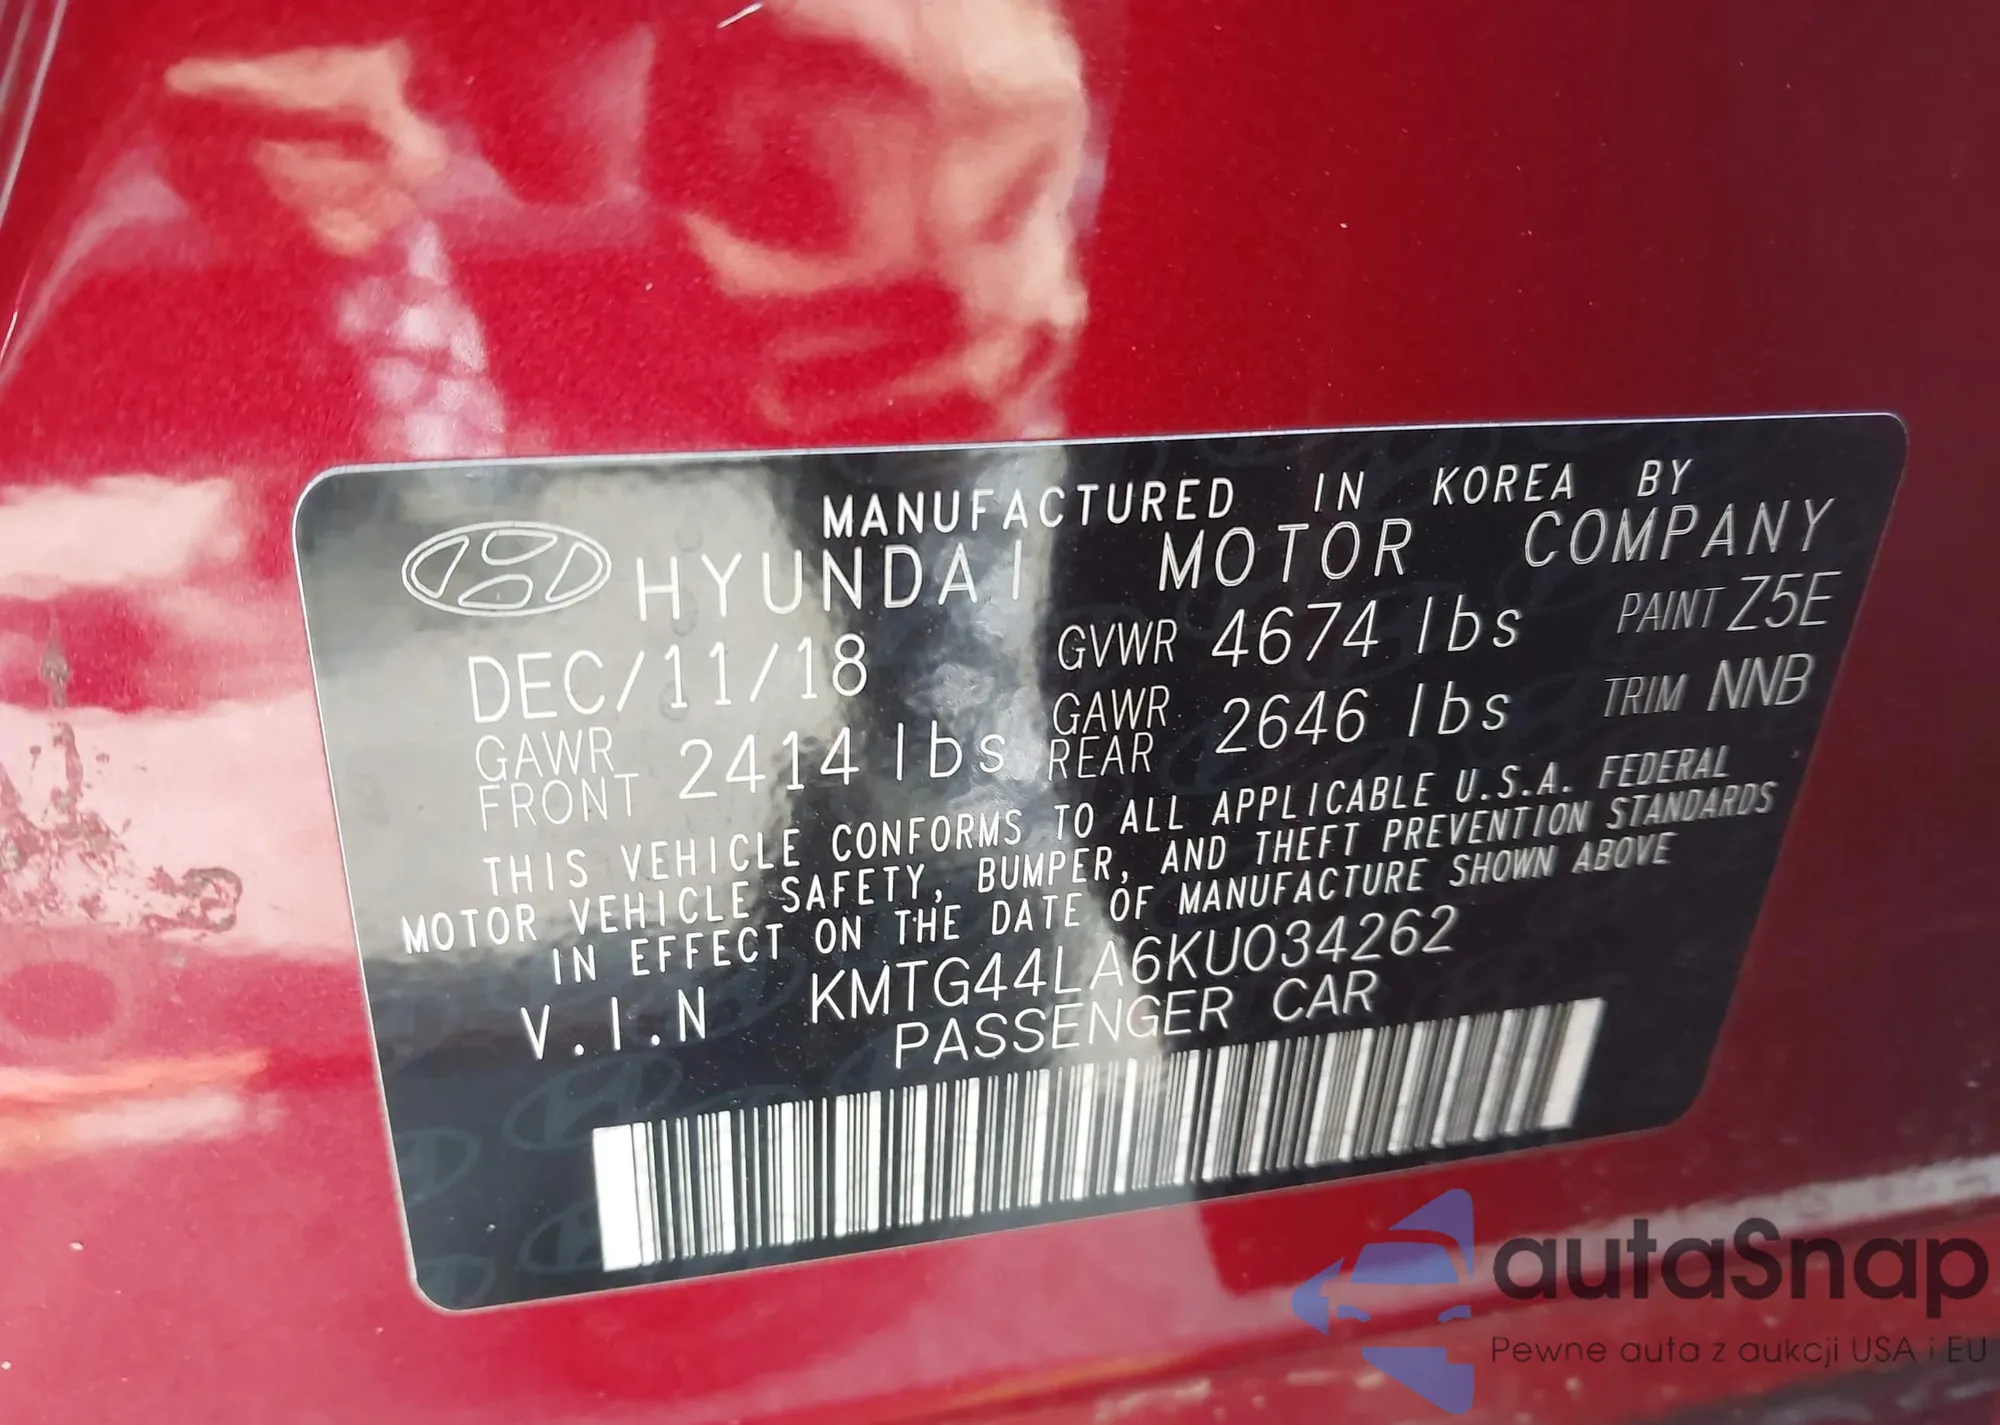 MANUFACTURED IN KOREA BY
HYUNDAI MOTOR COMPANY
DEC/11/18 GVWR 4674 lbs PAINT Z5E
GAWR FRONT 2414 lbs GAWR REAR 2646 lbs TRIM NNB
THIS VEHICLE CONFORMS TO ALL APPLICABLE U.S.A. FEDERAL
MOTOR VEHICLE SAFETY, BUMPER, AND THEFT PREVENTION STANDARDS
IN EFFECT ON THE DATE OF MANUFACTURE SHOWN ABOVE
V.I.N KMTG44LA6KU034262
PASSENGER CAR
autaSnap
Pewne auta z aukcji USA i EU